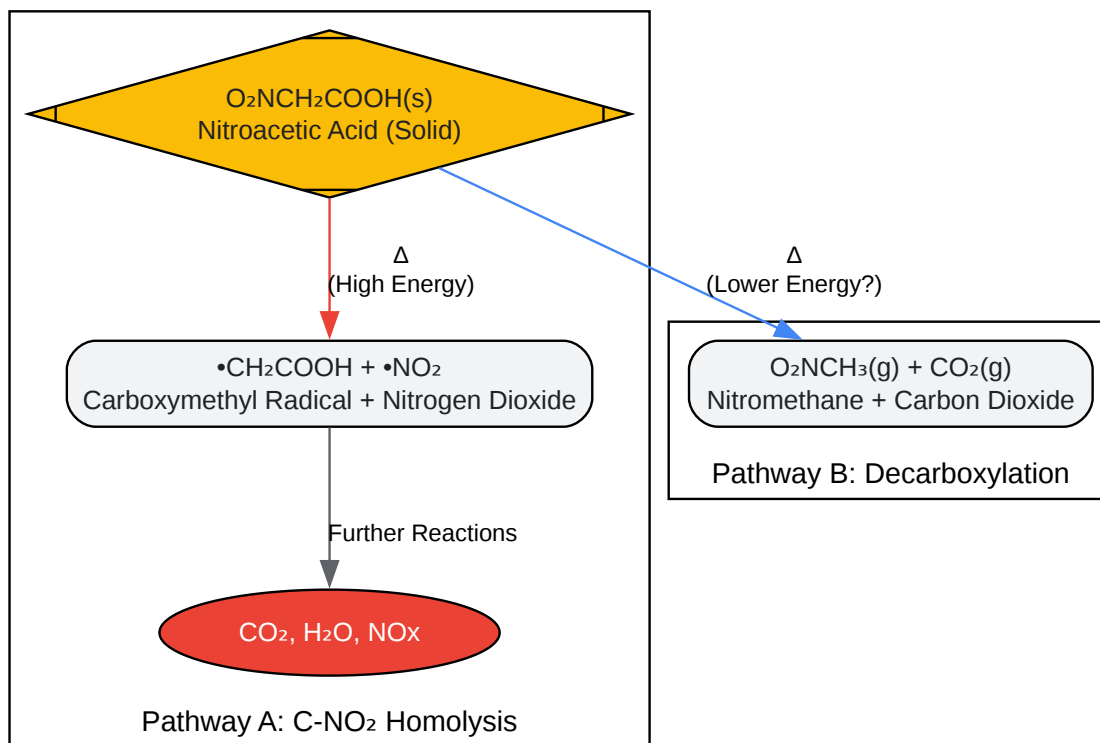 O₂NCH₂COOH(s)
Nitroacetic Acid (Solid)
Δ
(High Energy)
Δ
(Lower Energy?)
•CH₂COOH + •NO₂
Carboxymethyl Radical + Nitrogen Dioxide
O₂NCH₃(g) + CO₂(g)
Nitromethane + Carbon Dioxide
Pathway B: Decarboxylation
Further Reactions
CO₂, H₂O, NOx
Pathway A: C-NO₂ Homolysis